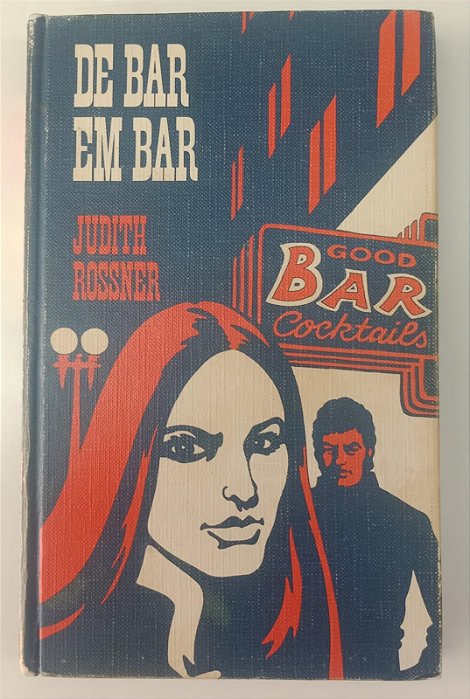 DE BAR
EM BAR
JUDITH
ROSSNER
GOOD
BAR
Cocktails